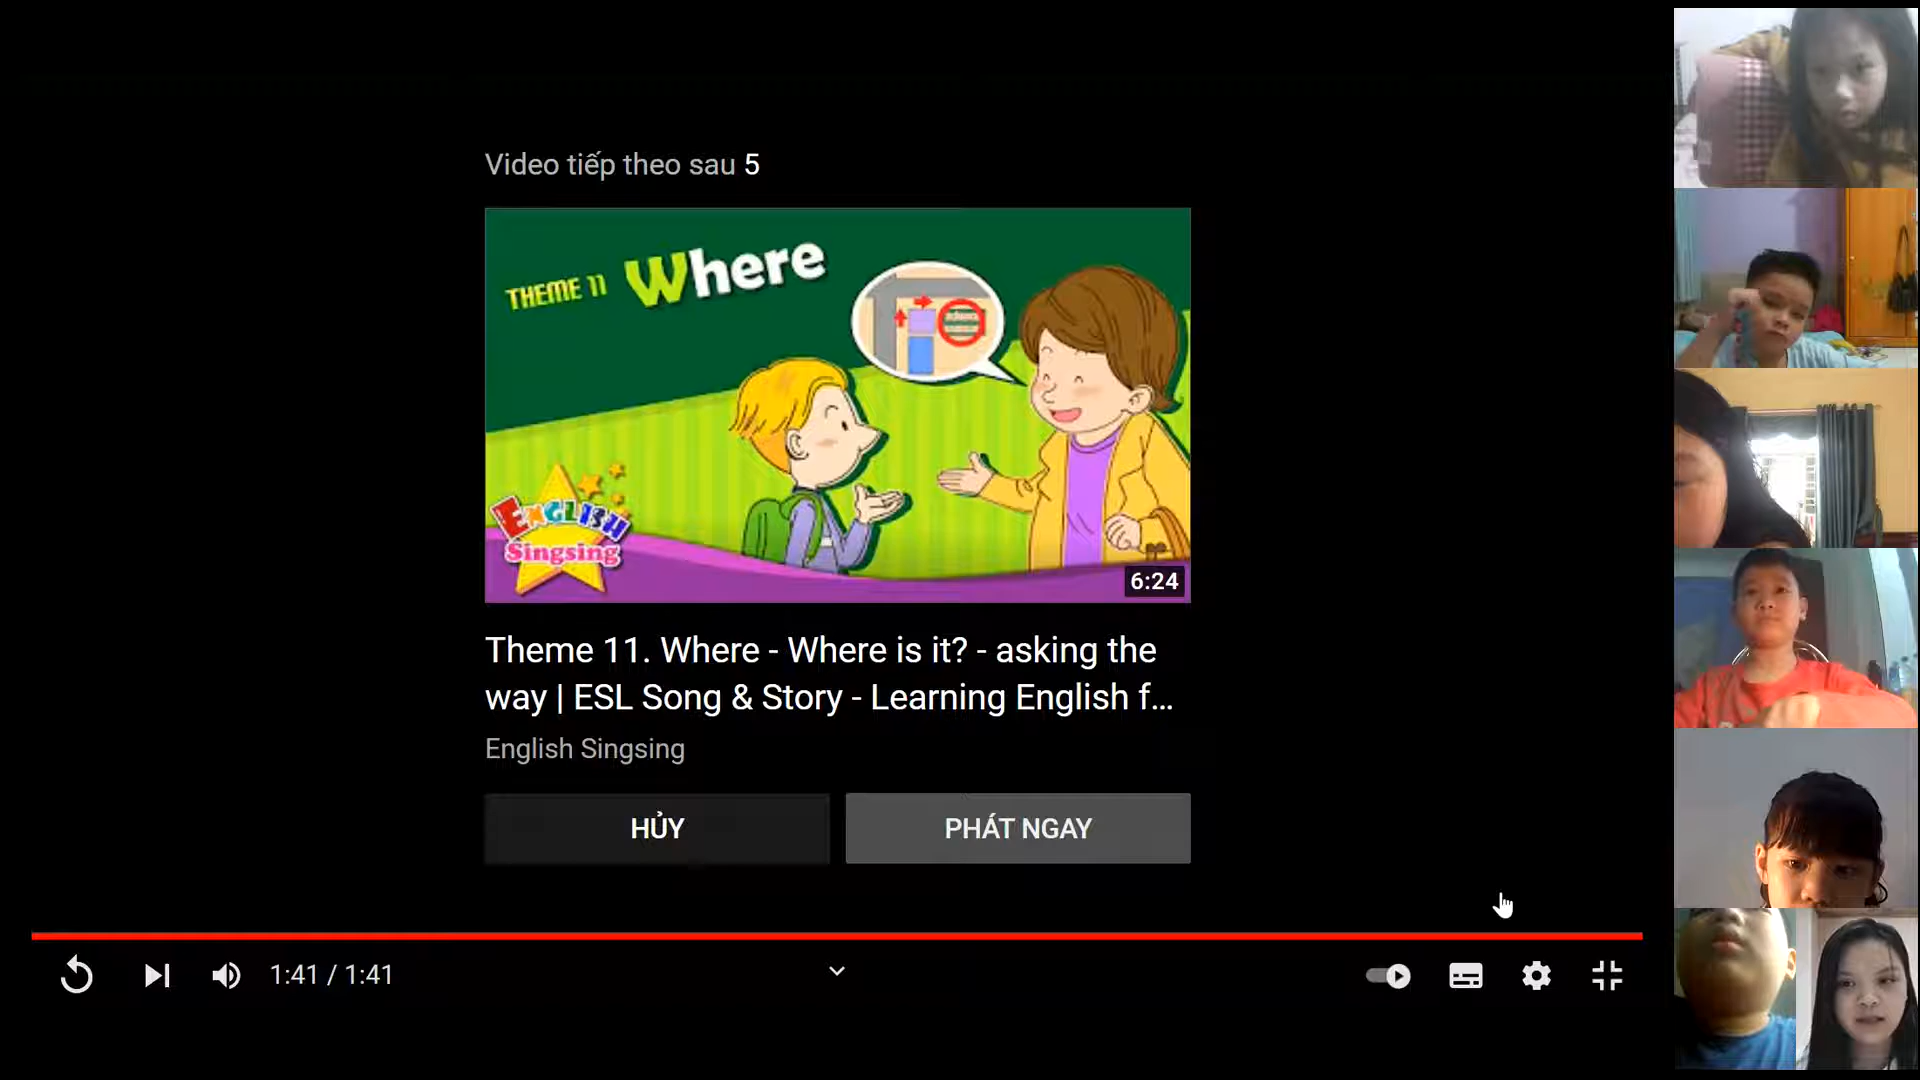 Video tiếp theo sau 5
THEME 11 Where
ENGLISH
Singsing
6:24
Theme 11. Where - Where is it? - asking the
way | ESL Song & Story - Learning English f...
English Singsing
HỦY
PHÁT NGAY
1:41 / 1:41